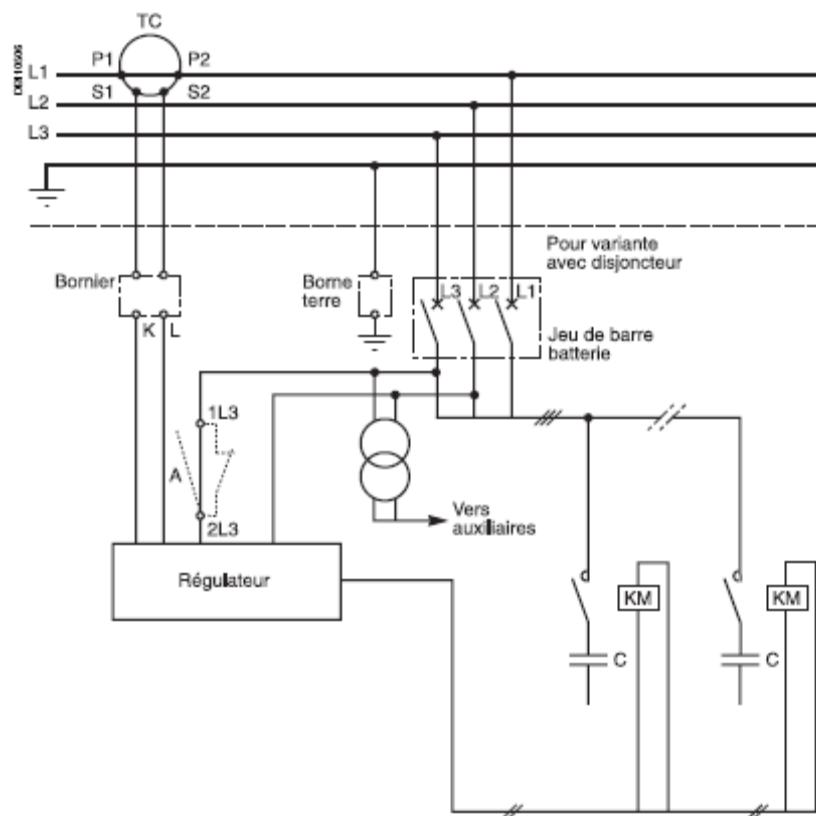 TC
P1 P2
L1
S1 S2
L2
L3
Pour variante
avec disjoncteur
Bornier
Borne
terre
L3 L2 L1
K L
Jeu de barre
batterie
1L3
A
2L3
Vers
auxiliaires
Régulateur
KM
KM
C
C